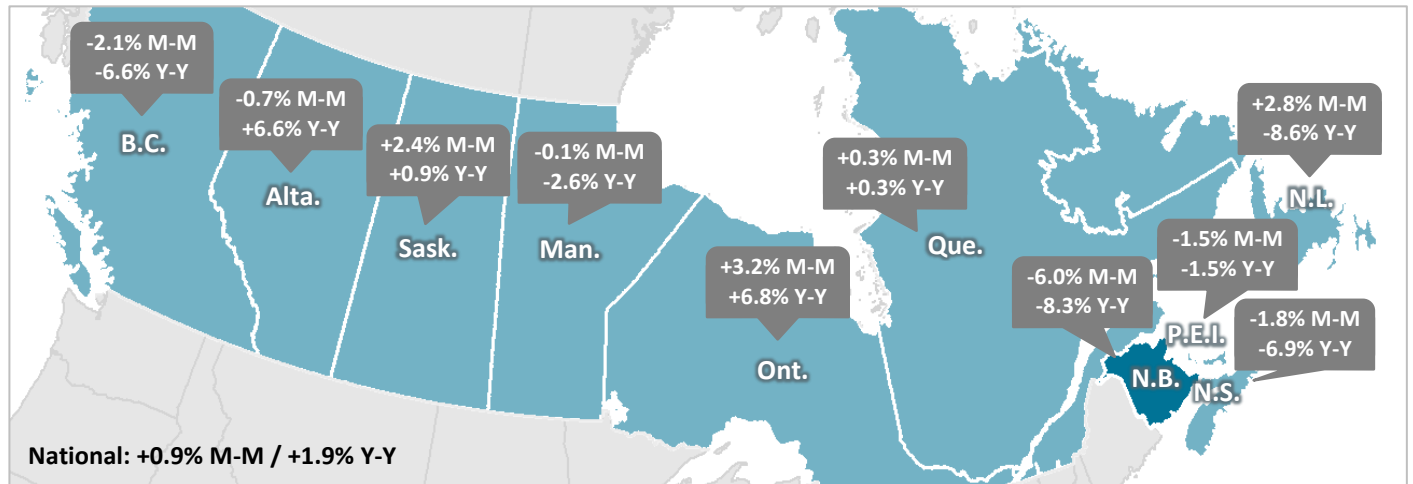 -2.1% M-M
-6.6% Y-Y
B.C.
-0.7% M-M
+6.6% Y-Y
Alta.
+2.4% M-M
+0.9% Y-Y
Sask.
-0.1% M-M
-2.6% Y-Y
Man.
+3.2% M-M
+6.8% Y-Y
Ont.
+0.3% M-M
+0.3% Y-Y
Que.
+2.8% M-M
-8.6% Y-Y
N.L.
-1.5% M-M
-1.5% Y-Y
P.E.I.
-6.0% M-M
-8.3% Y-Y
N.B.
-1.8% M-M
-6.9% Y-Y
N.S.
National: +0.9% M-M / +1.9% Y-Y